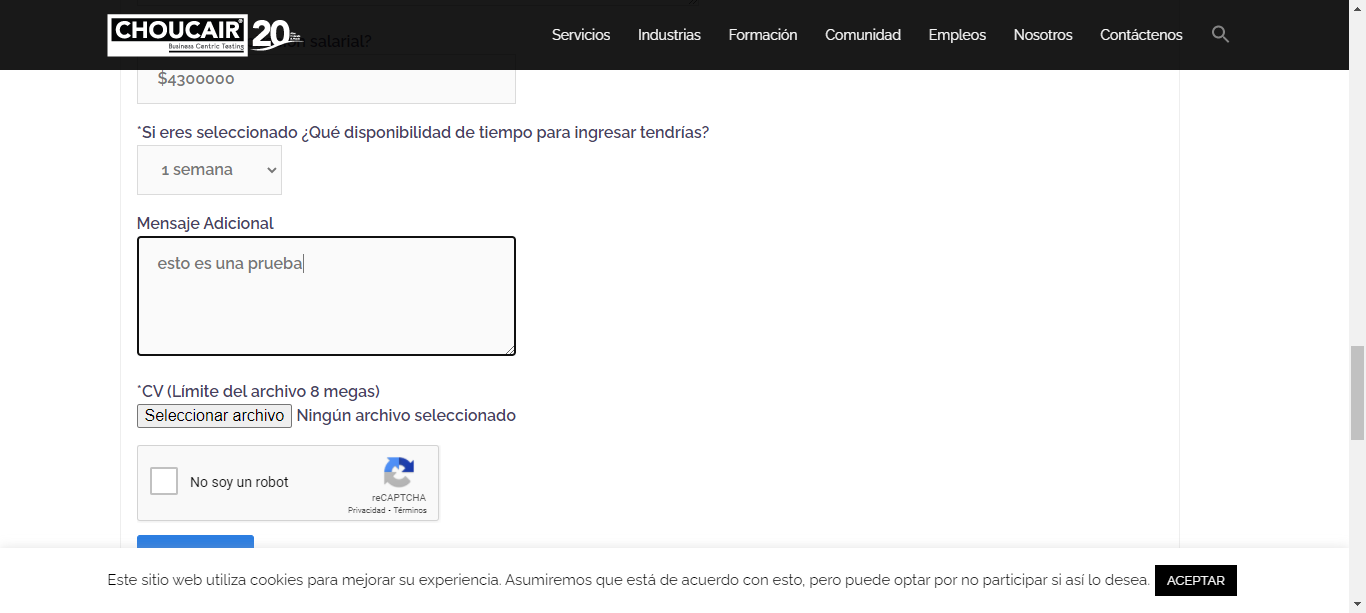 CHOUCAIR
Business Centric Testing
20
Servicios
Industrias
Formación
Comunidad
Empleos
Nosotros
Contáctenos
salarial?
$4300000
*Si eres seleccionado ¿Qué disponibilidad de tiempo para ingresar tendrías?
1 semana
Mensaje Adicional
esto es una prueba
*CV (Límite del archivo 8 megas)
Seleccionar archivo Ningún archivo seleccionado
No soy un robot
reCAPTCHA
Privacidad - Términos
Este sitio web utiliza cookies para mejorar su experiencia. Asumiremos que está de acuerdo con esto, pero puede optar por no participar si así lo desea.
ACEPTAR